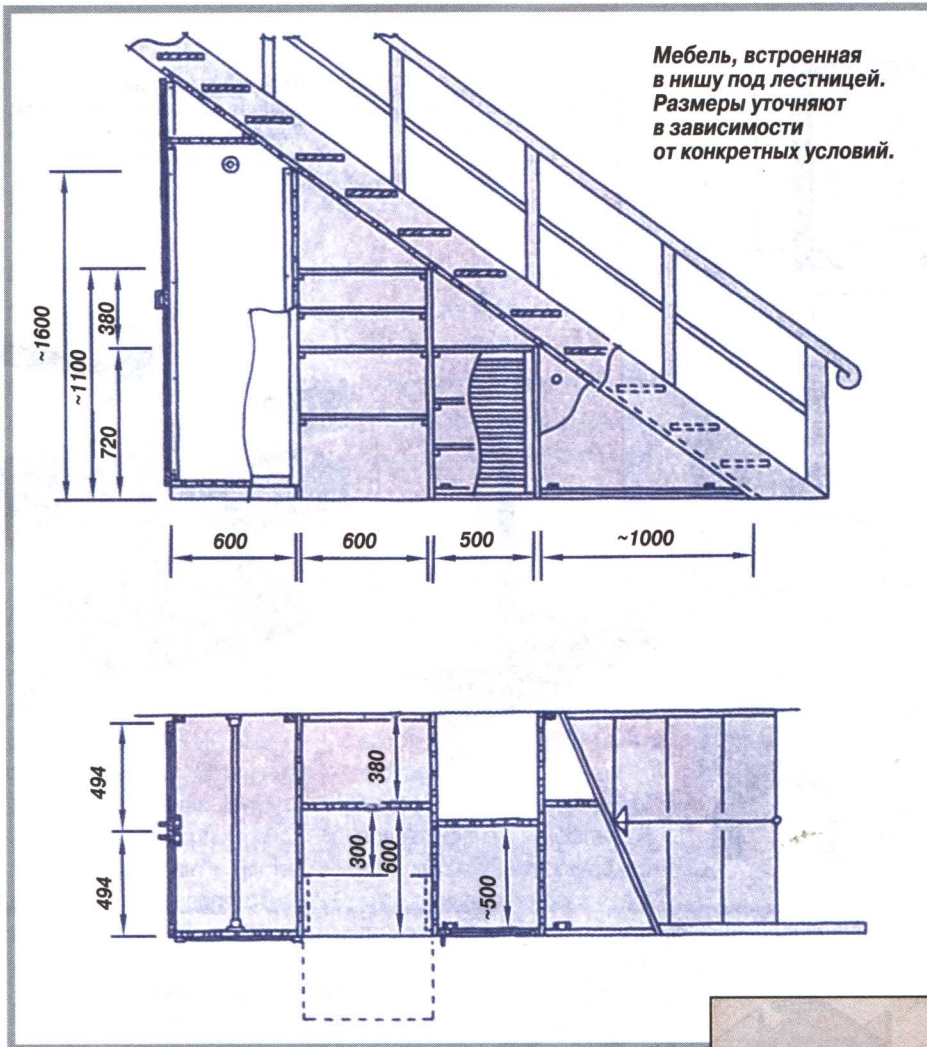 Мебель, встроенная
в нишу под лестницей.
Размеры уточняют
в зависимости
от конкретных условий.
~1600
~1100
380
720
600
600
500
~1000
494
494
380
300
600
~500